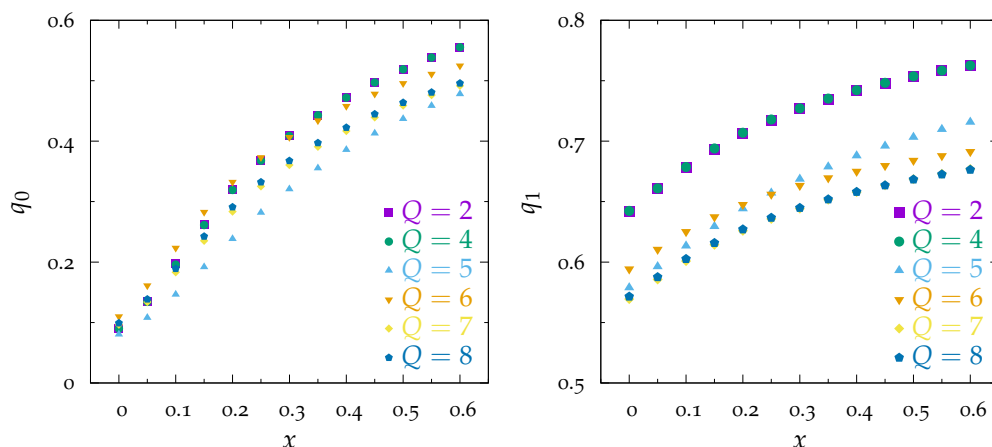 0.6
0.4
0.2
0
q₀
0 0.1 0.2 0.3 0.4 0.5 0.6
x
Q = 2
Q = 4
Q = 5
Q = 6
Q = 7
Q = 8
0.8
0.7
0.6
0.5
q₁
0 0.1 0.2 0.3 0.4 0.5 0.6
x
Q = 2
Q = 4
Q = 5
Q = 6
Q = 7
Q = 8